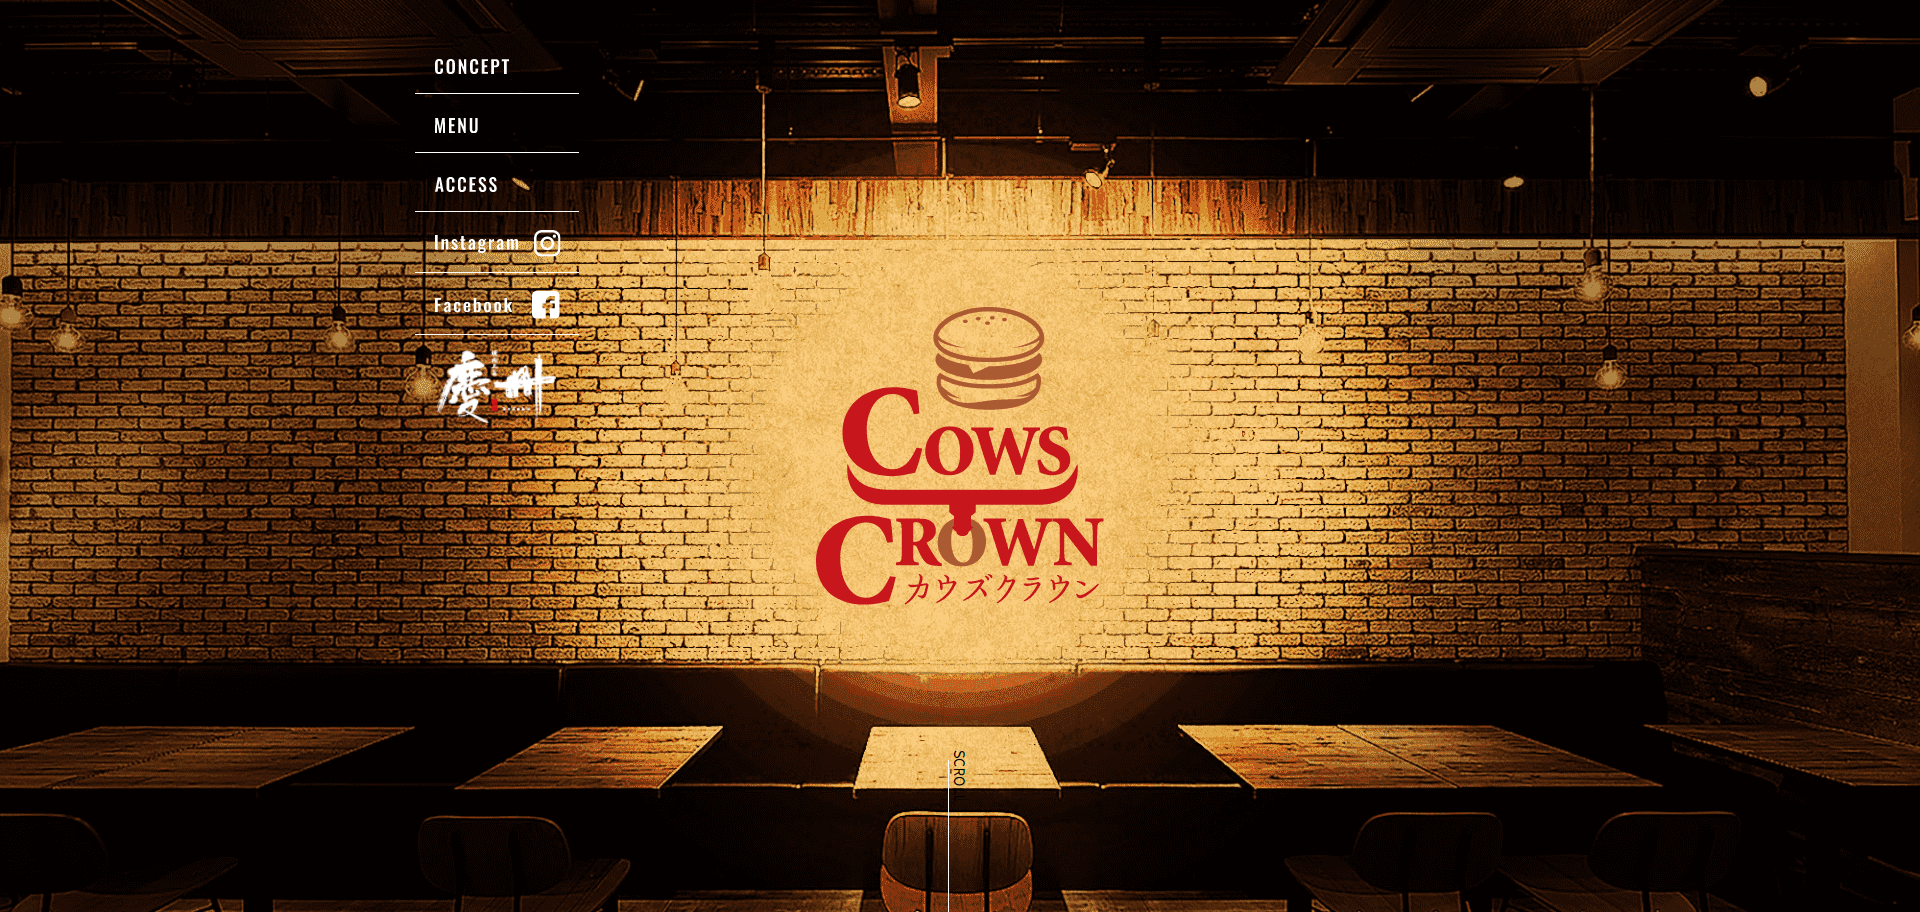 CONCEPT
MENU
ACCESS
Instagram
Facebook
慶州
COWS
CROWN
カウズクラウン
SCRO